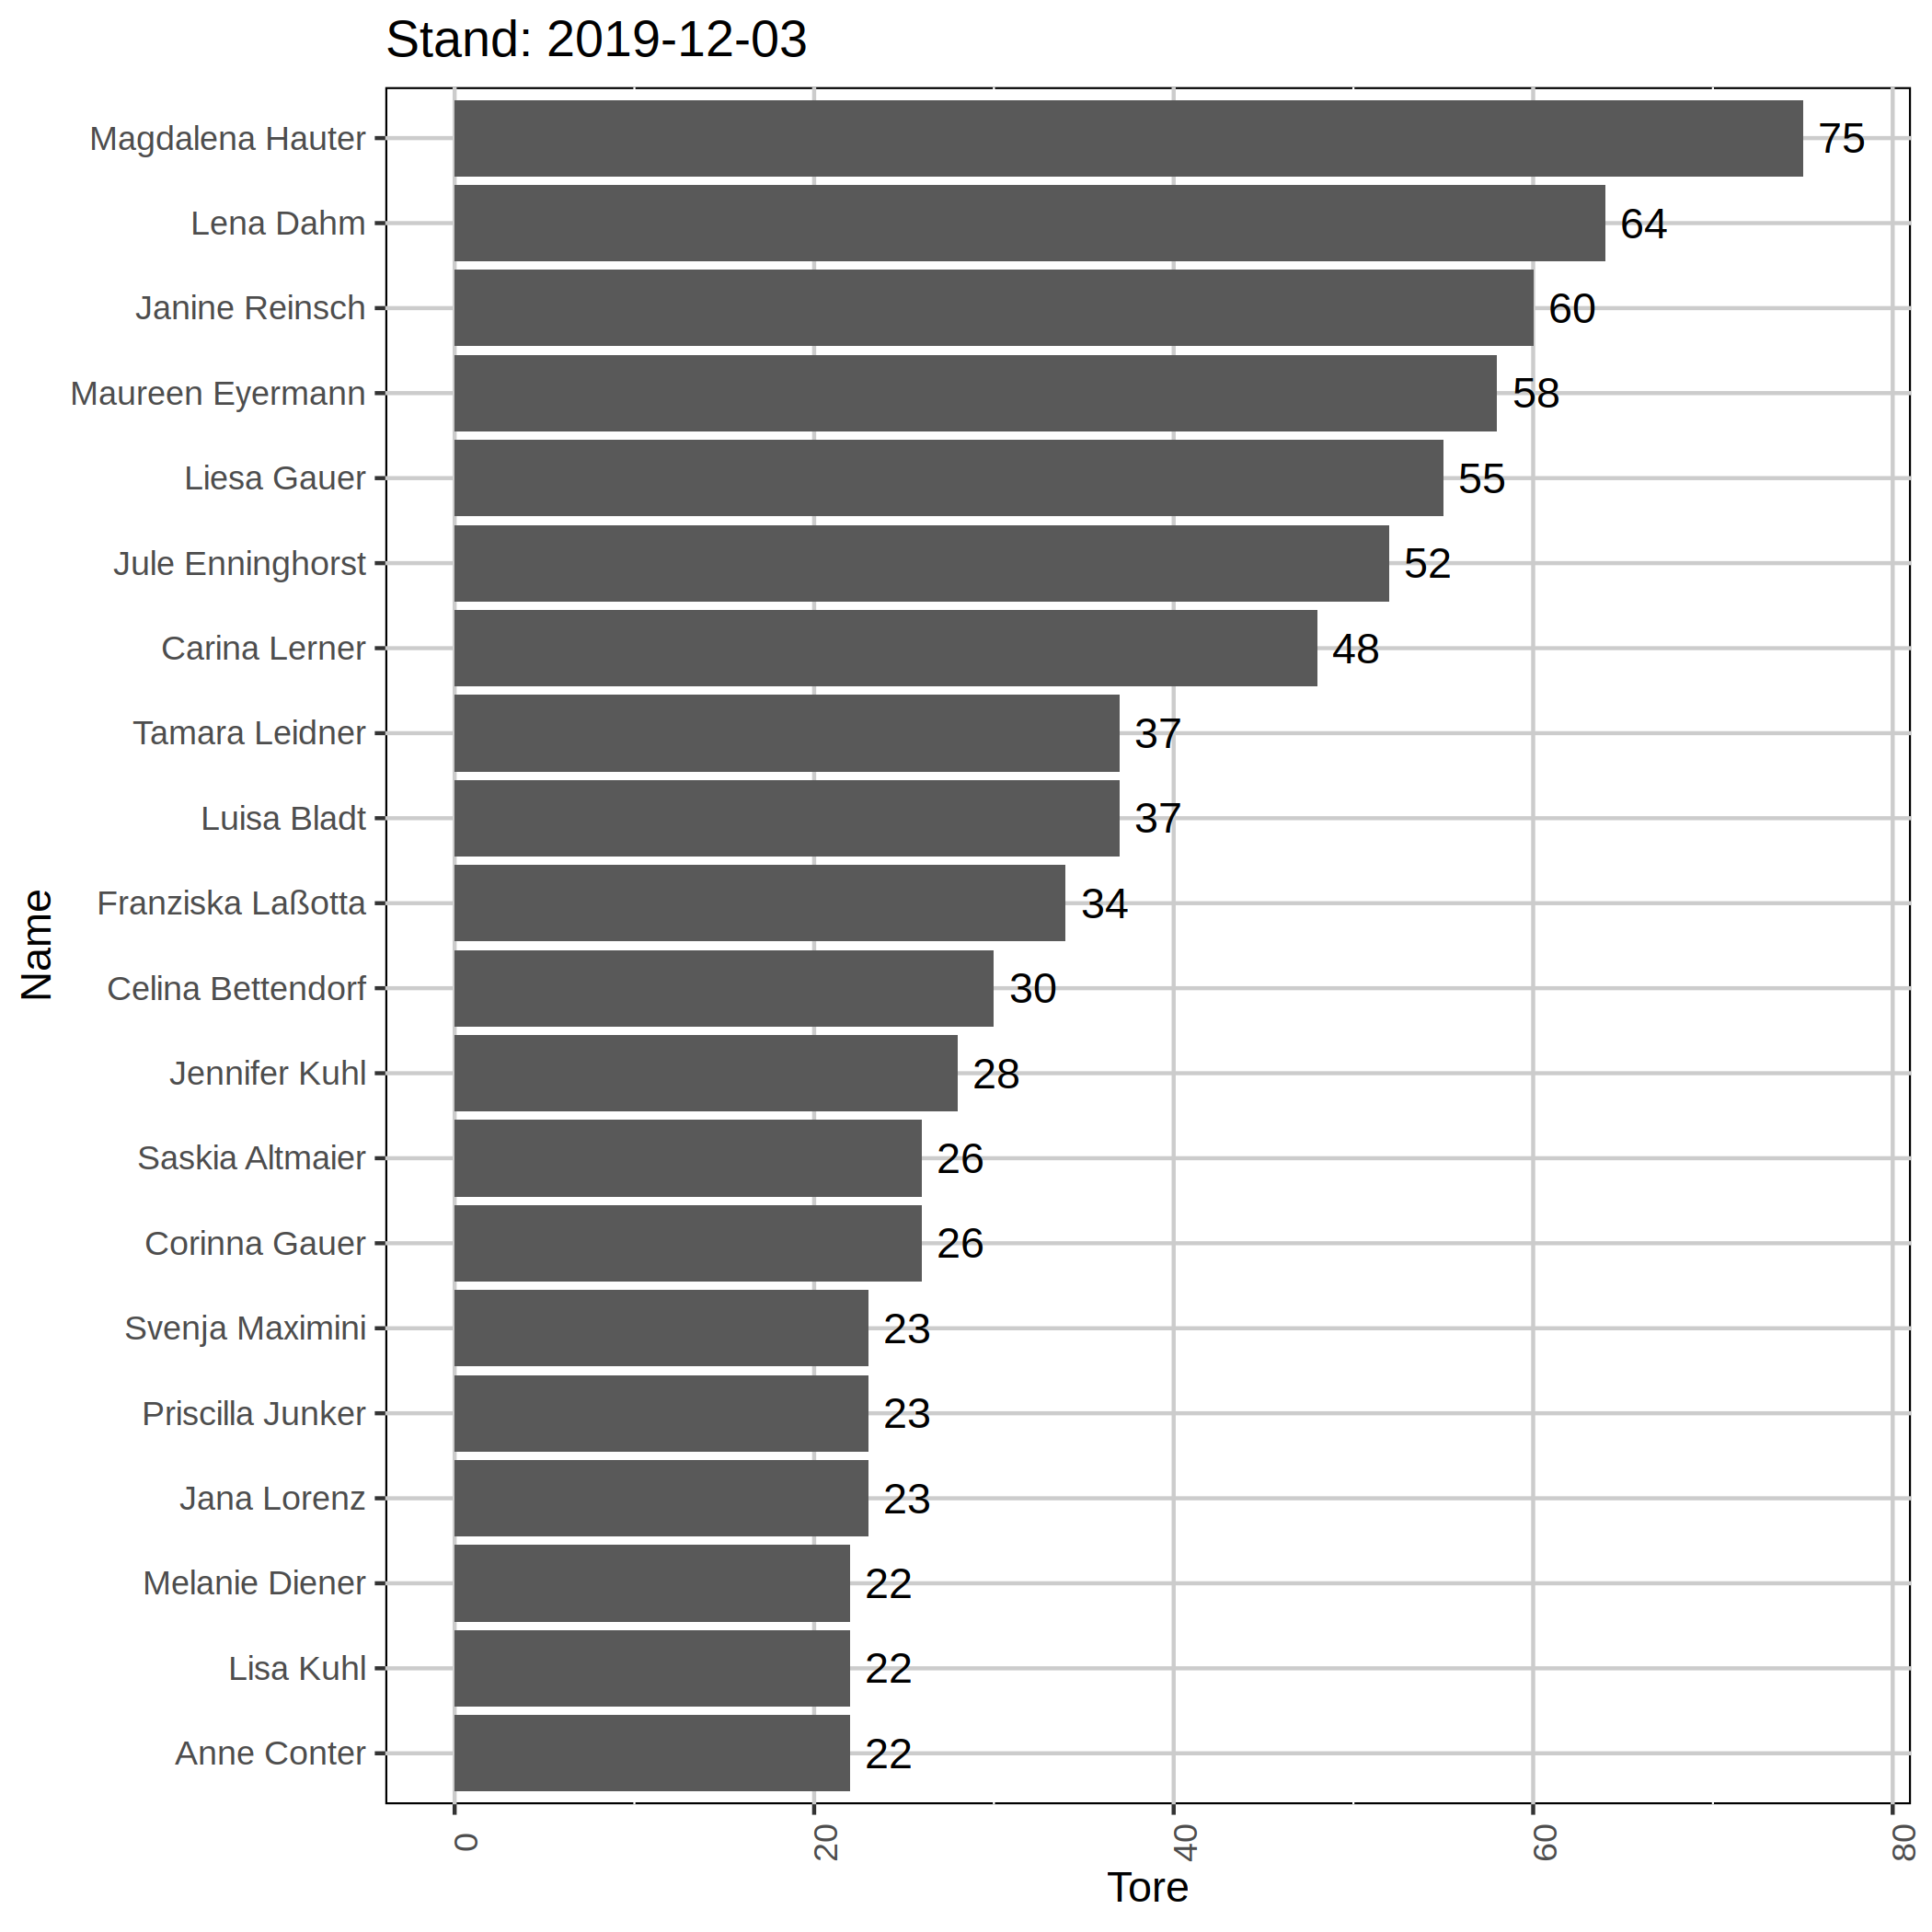 Stand: 2019-12-03
Magdalena Hauter 75
Lena Dahm 64
Janine Reinsch 60
Maureen Eyermann 58
Liesa Gauer 55
Jule Enninghorst 52
Carina Lerner 48
Tamara Leidner 37
Luisa Bladt 37
Franziska Laßotta 34
Celina Bettendorf 30
Jennifer Kuhl 28
Saskia Altmaier 26
Corinna Gauer 26
Svenja Maximini 23
Priscilla Junker 23
Jana Lorenz 23
Melanie Diener 22
Lisa Kuhl 22
Anne Conter 22
Name
0 20 40 60 80
Tore